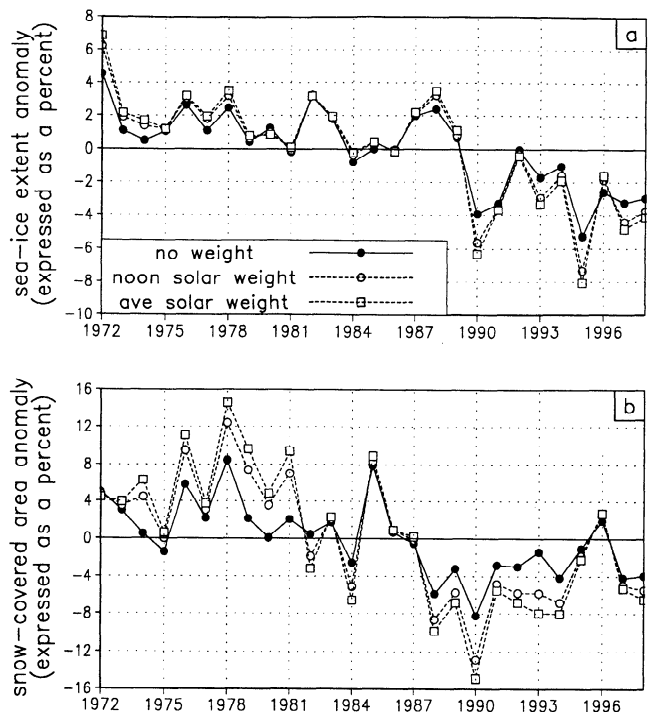 sea-ice extent anomaly
(expressed as a percent)
8
6
4
2
0
-2
-4
-6
-8
-10
a
no weight
noon solar weight
ave solar weight
1972 1975 1978 1981 1984 1987 1990 1993 1996
snow-covered area anomaly
(expressed as a percent)
16
12
8
4
0
-4
-8
-12
-16
b
1972 1975 1978 1981 1984 1987 1990 1993 1996